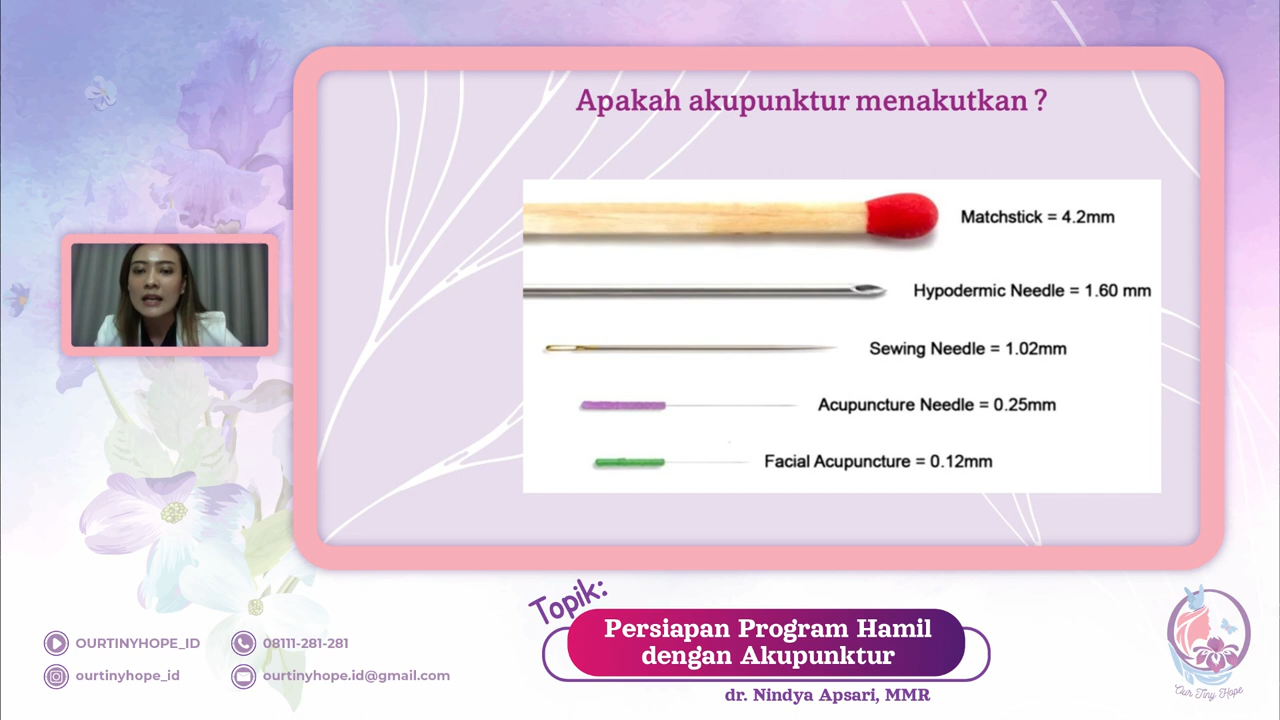 Apakah akupunktur menakutkan ?
Matchstick = 4.2mm
Hypodermic Needle = 1.60 mm
Sewing Needle = 1.02mm
Acupuncture Needle = 0.25mm
Facial Acupuncture = 0.12mm
Topik:
Persiapan Program Hamil
dengan Akupunktur
dr. Nindya Apsari, MMR
OURTINYHOPE_ID
08111-281-281
ourtinyhope_id
ourtinyhope.id@gmail.com
Our Tiny Hope